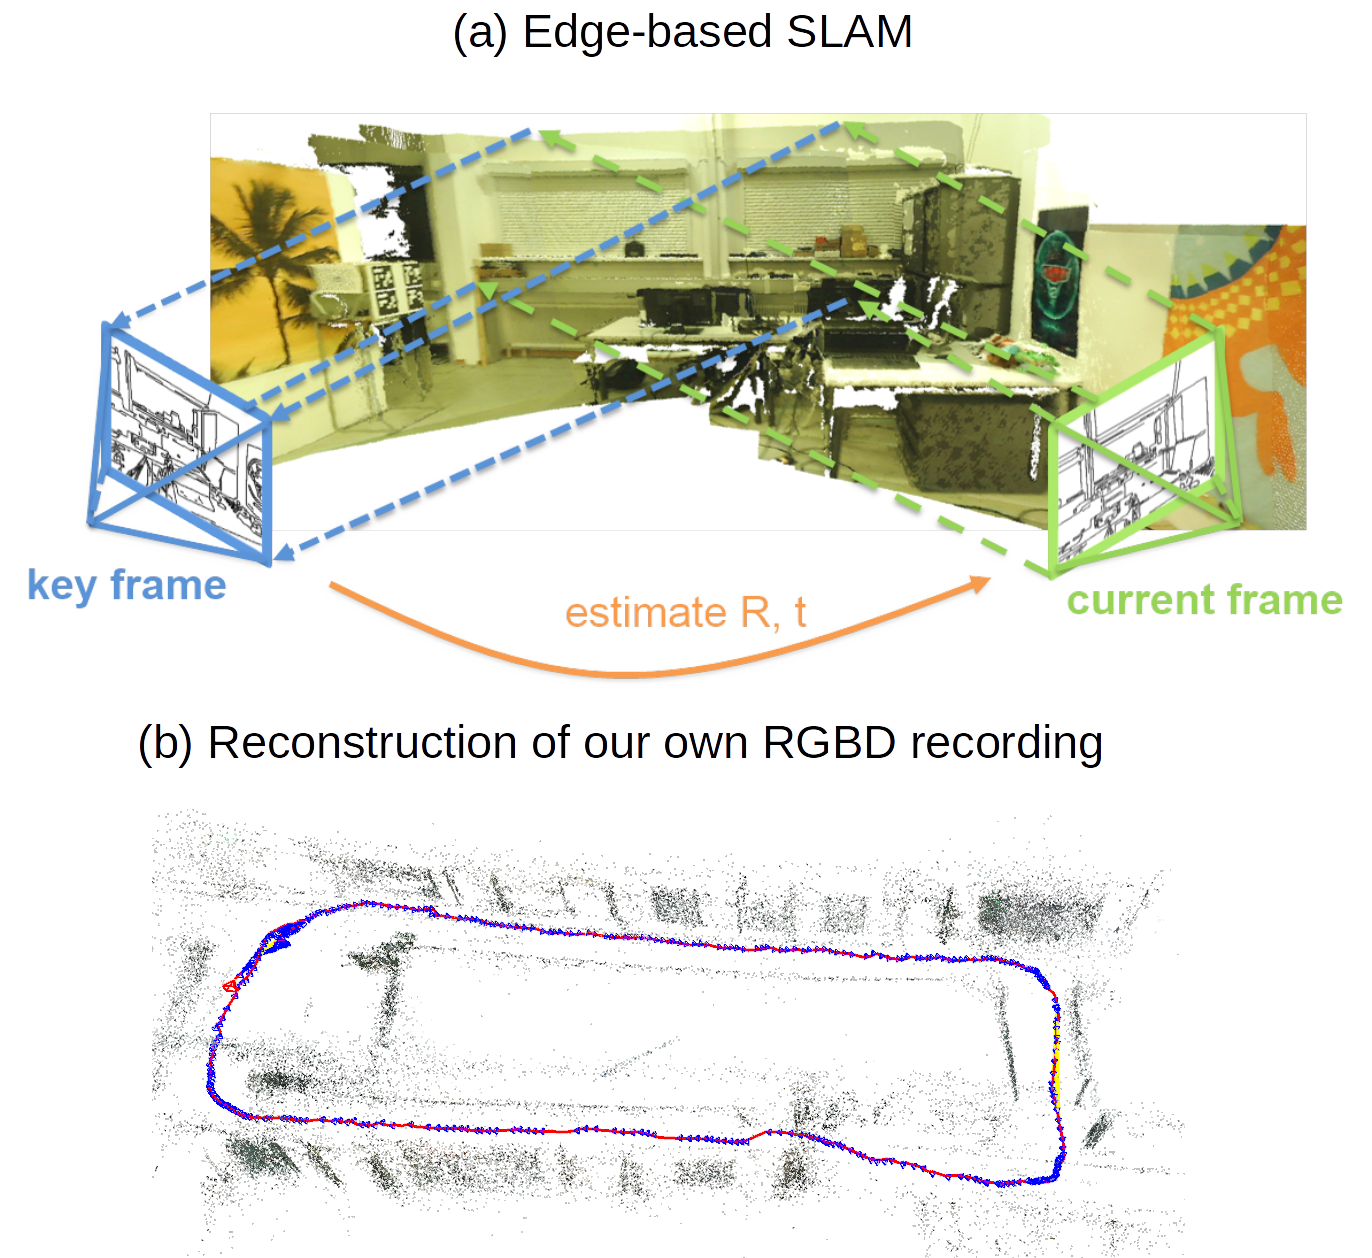 (a) Edge-based SLAM
key frame
estimate R, t
current frame
(b) Reconstruction of our own RGBD recording